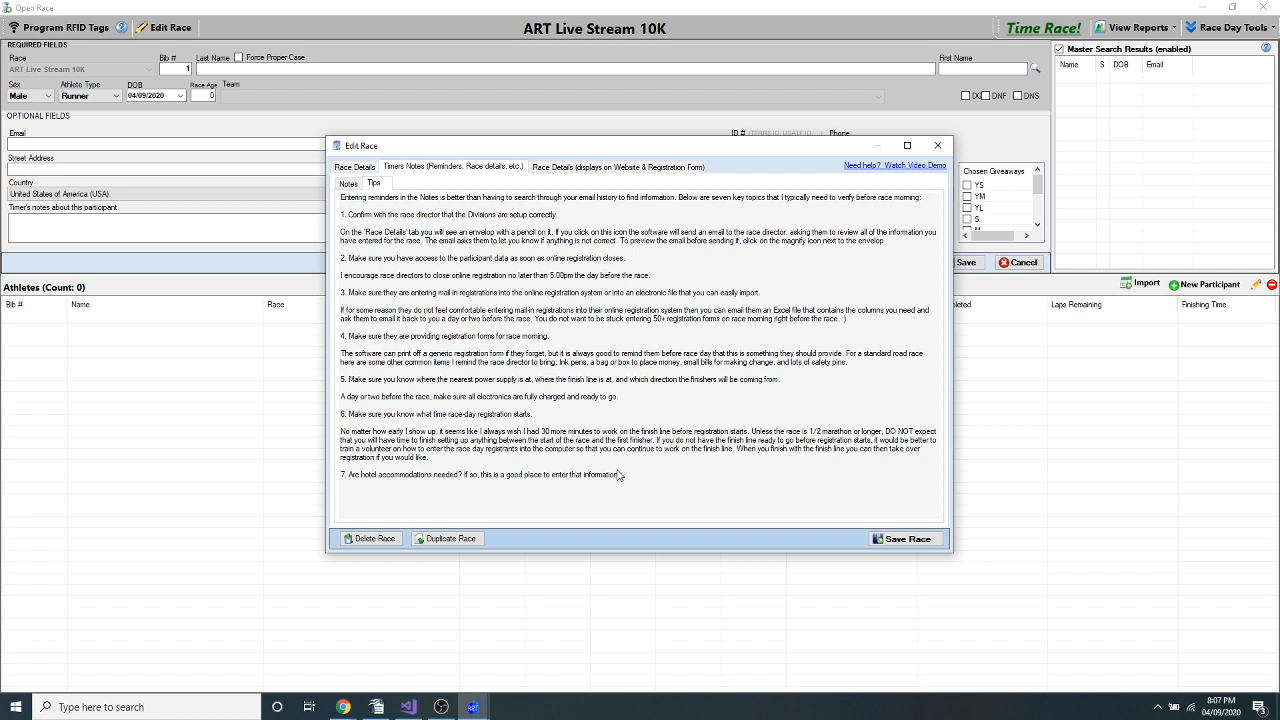 Open Race
Program RFID Tags
Edit Race
ART Live Stream 10K
Time Race!
View Reports
Race Day Tools
REQUIRED FIELDS
Race
Bib #
Last Name
Force Proper Case
First Name
ART Live Stream 10K
1
Sex
Athlete Type
DOB
Race Age
Team
Male
Runner
04/09/2020
0
DNF
DNS
Master Search Results (enabled)
Name
S
DOB
Email
OPTIONAL FIELDS
Email
Phone
Street Address
Country
United States of America (USA)
Timer's notes about this participant
Chosen Giveaways
YS
YM
YL
S
Save
Cancel
Athletes (Count: 0)
Import
New Participant
Bib #
Name
Race
Laps Remaining
Finishing Time
Edit Race
Race Details
Timers Notes (Reminders, Race details, etc.)
Race Details (displays on Website & Registration Form)
Need help? Watch Video Demo
Notes
Tips
Entering reminders in the Notes is better than having to search through your email history to find information. Below are seven key topics that I typically need to verify before race morning:
1. Confirm with the race director that the Divisions are setup correctly.
On the 'Race Details' tab you will see an envelop with a pencil on it. If you click on this icon the software will send an email to the race director, asking them to review all of the information
you have entered for the race. The email asks them to let you know if anything is not correct. To preview the email before sending it, click on the magnify icon next to the envelop.
2. Make sure you have access to the participant data as soon as online registration closes.
I encourage race directors to close online registration no later than 5:00pm the day before the race.
3. Make sure they are entering mail-in registrations into the online registration system or into an electronic file that you can easily import.
If for some reason they do not feel comfortable entering mail-in registrations into their online registration system then you can email them an Excel file that contains the columns you need and
ask them to email it back to you a day or two before the race. You do not want to be stuck entering 50+ registration forms on race morning right before the race. :)
4. Make sure they are providing registration forms for race morning.
The software can print off a generic registration form if they forget, but it is always good to remind them before race day that this is something they should provide. For a standard road race
here are some other common items I remind the race director to bring: Ink pens, a bag or box to place money, small bills for making change, and lots of safety pins.
5. Make sure you know where the nearest power supply is at, where the finish line is at, and which direction the finishers will be coming from.
A day or two before the race, make sure all electronics are fully charged and ready to go.
6. Make sure you know what time race-day registration starts.
No matter how early I show up, it seems like I always wish I had 30 more minutes to work on the finish line before registration starts. Unless the race is 1/2 marathon or longer, DO NOT expect
that you will have time to finish setting up anything between the start of the race and the first finisher. If you do not have the finish line ready to go before registration starts, it would be better to
train a volunteer on how to enter the race day registrants into the computer so that you can continue to work on the finish line. When you finish with the finish line you can then take over
registration if you would like.
7. Are hotel accommodations needed? If so, this is a good place to enter that information
Delete Race
Duplicate Race
Save Race
Type here to search
8:07 PM
04/09/2020